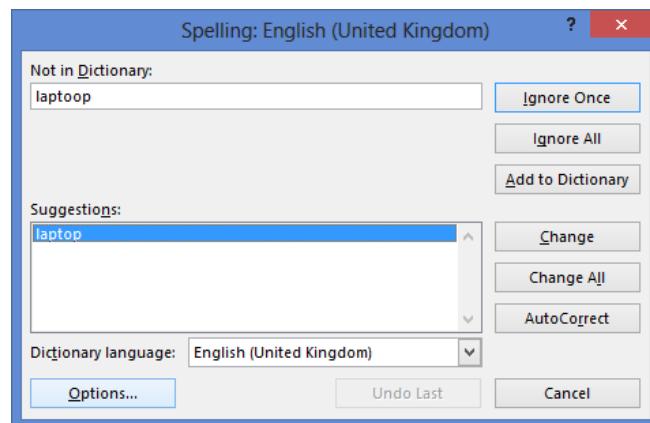 Spelling: English (United Kingdom) ? ×
Not in Dictionary:
laptoop
Ignore Once
Ignore All
Add to Dictionary
Suggestions:
laptop
Change
Change All
AutoCorrect
Dictionary language: English (United Kingdom)
Options... Undo Last Cancel